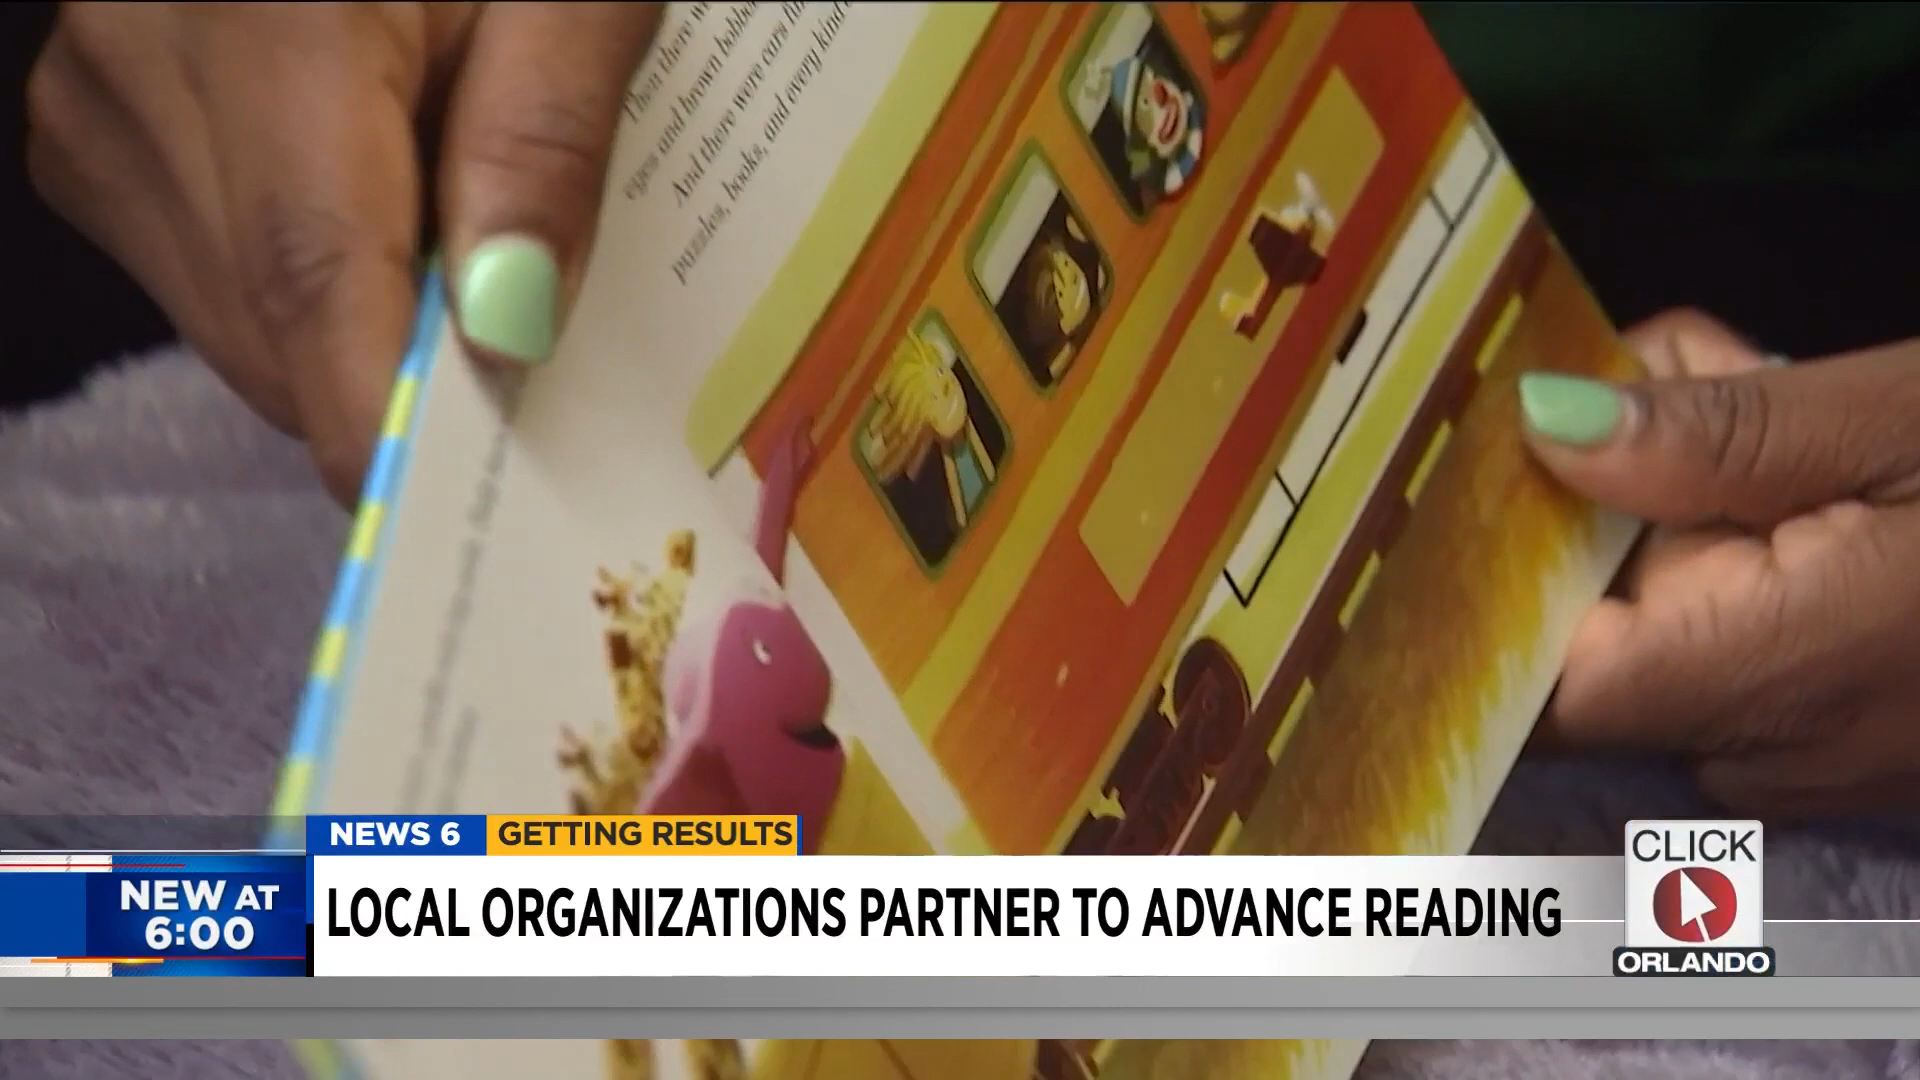 Then there w
eyes and brown bobbe
And there were cars fu
puzzles, books, and every kind
NEWS 6
GETTING RESULTS
NEW AT
6:00
LOCAL ORGANIZATIONS PARTNER TO ADVANCE READING
CLICK
ORLANDO